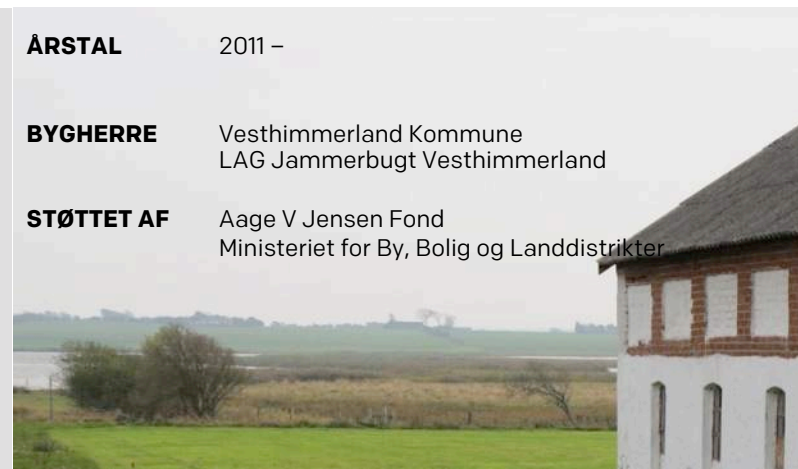 ÅRSTAL 2011 –
BYGHERRE Vesthimmerland Kommune
LAG Jammerbugt Vesthimmerland
STØTTET AF Aage V Jensen Fond
Ministeriet for By, Bolig og Landdistrikter